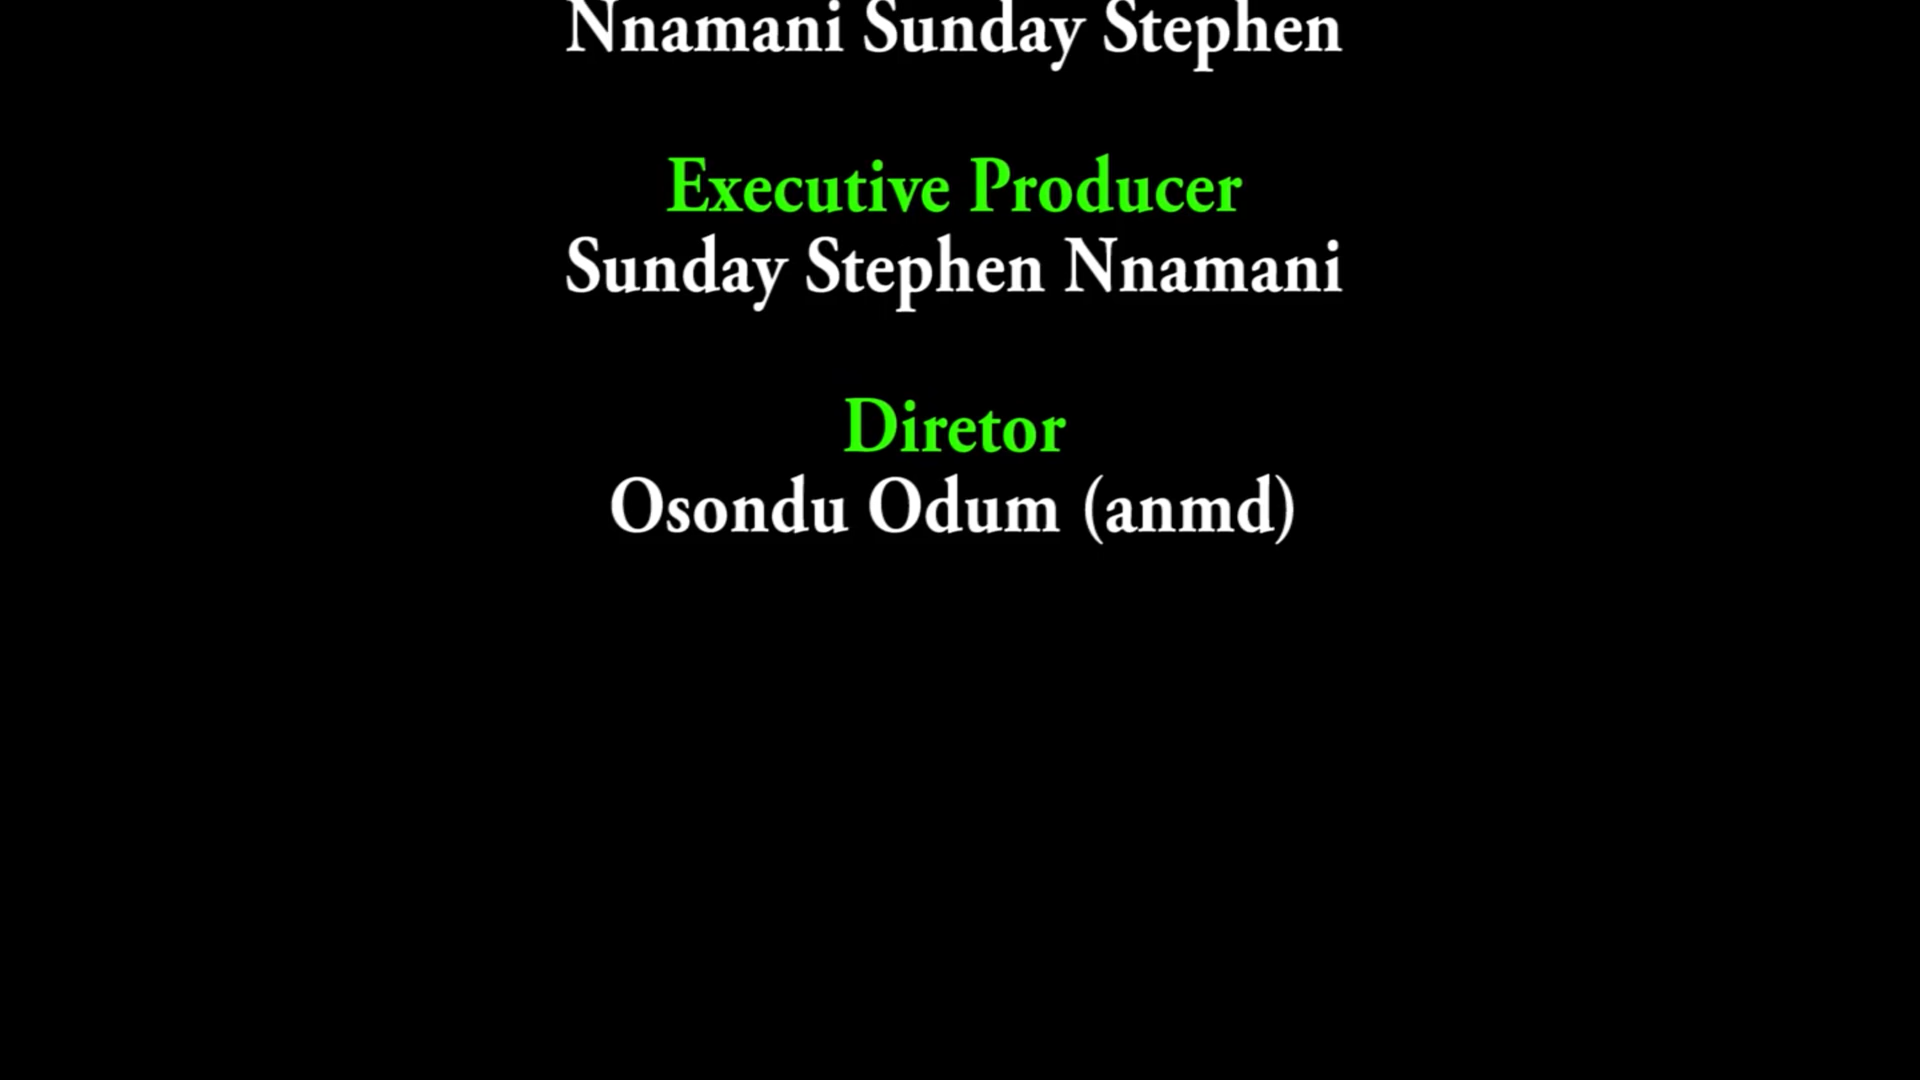 Nnamani Sunday Stephen
Executive Producer
Sunday Stephen Nnamani
Diretor
Osondu Odum (anmd)